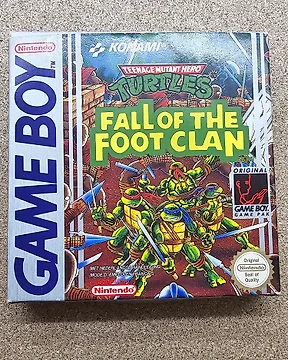 Nintendo
GAME BOY
KONAMI
TEENAGE MUTANT HERO
TURTLES
FALL OF THE
FOOT CLAN
ORIGINAL
GAME BOY
GAME PAK
Nintendo
Original
Nintendo
Seal of
Quality